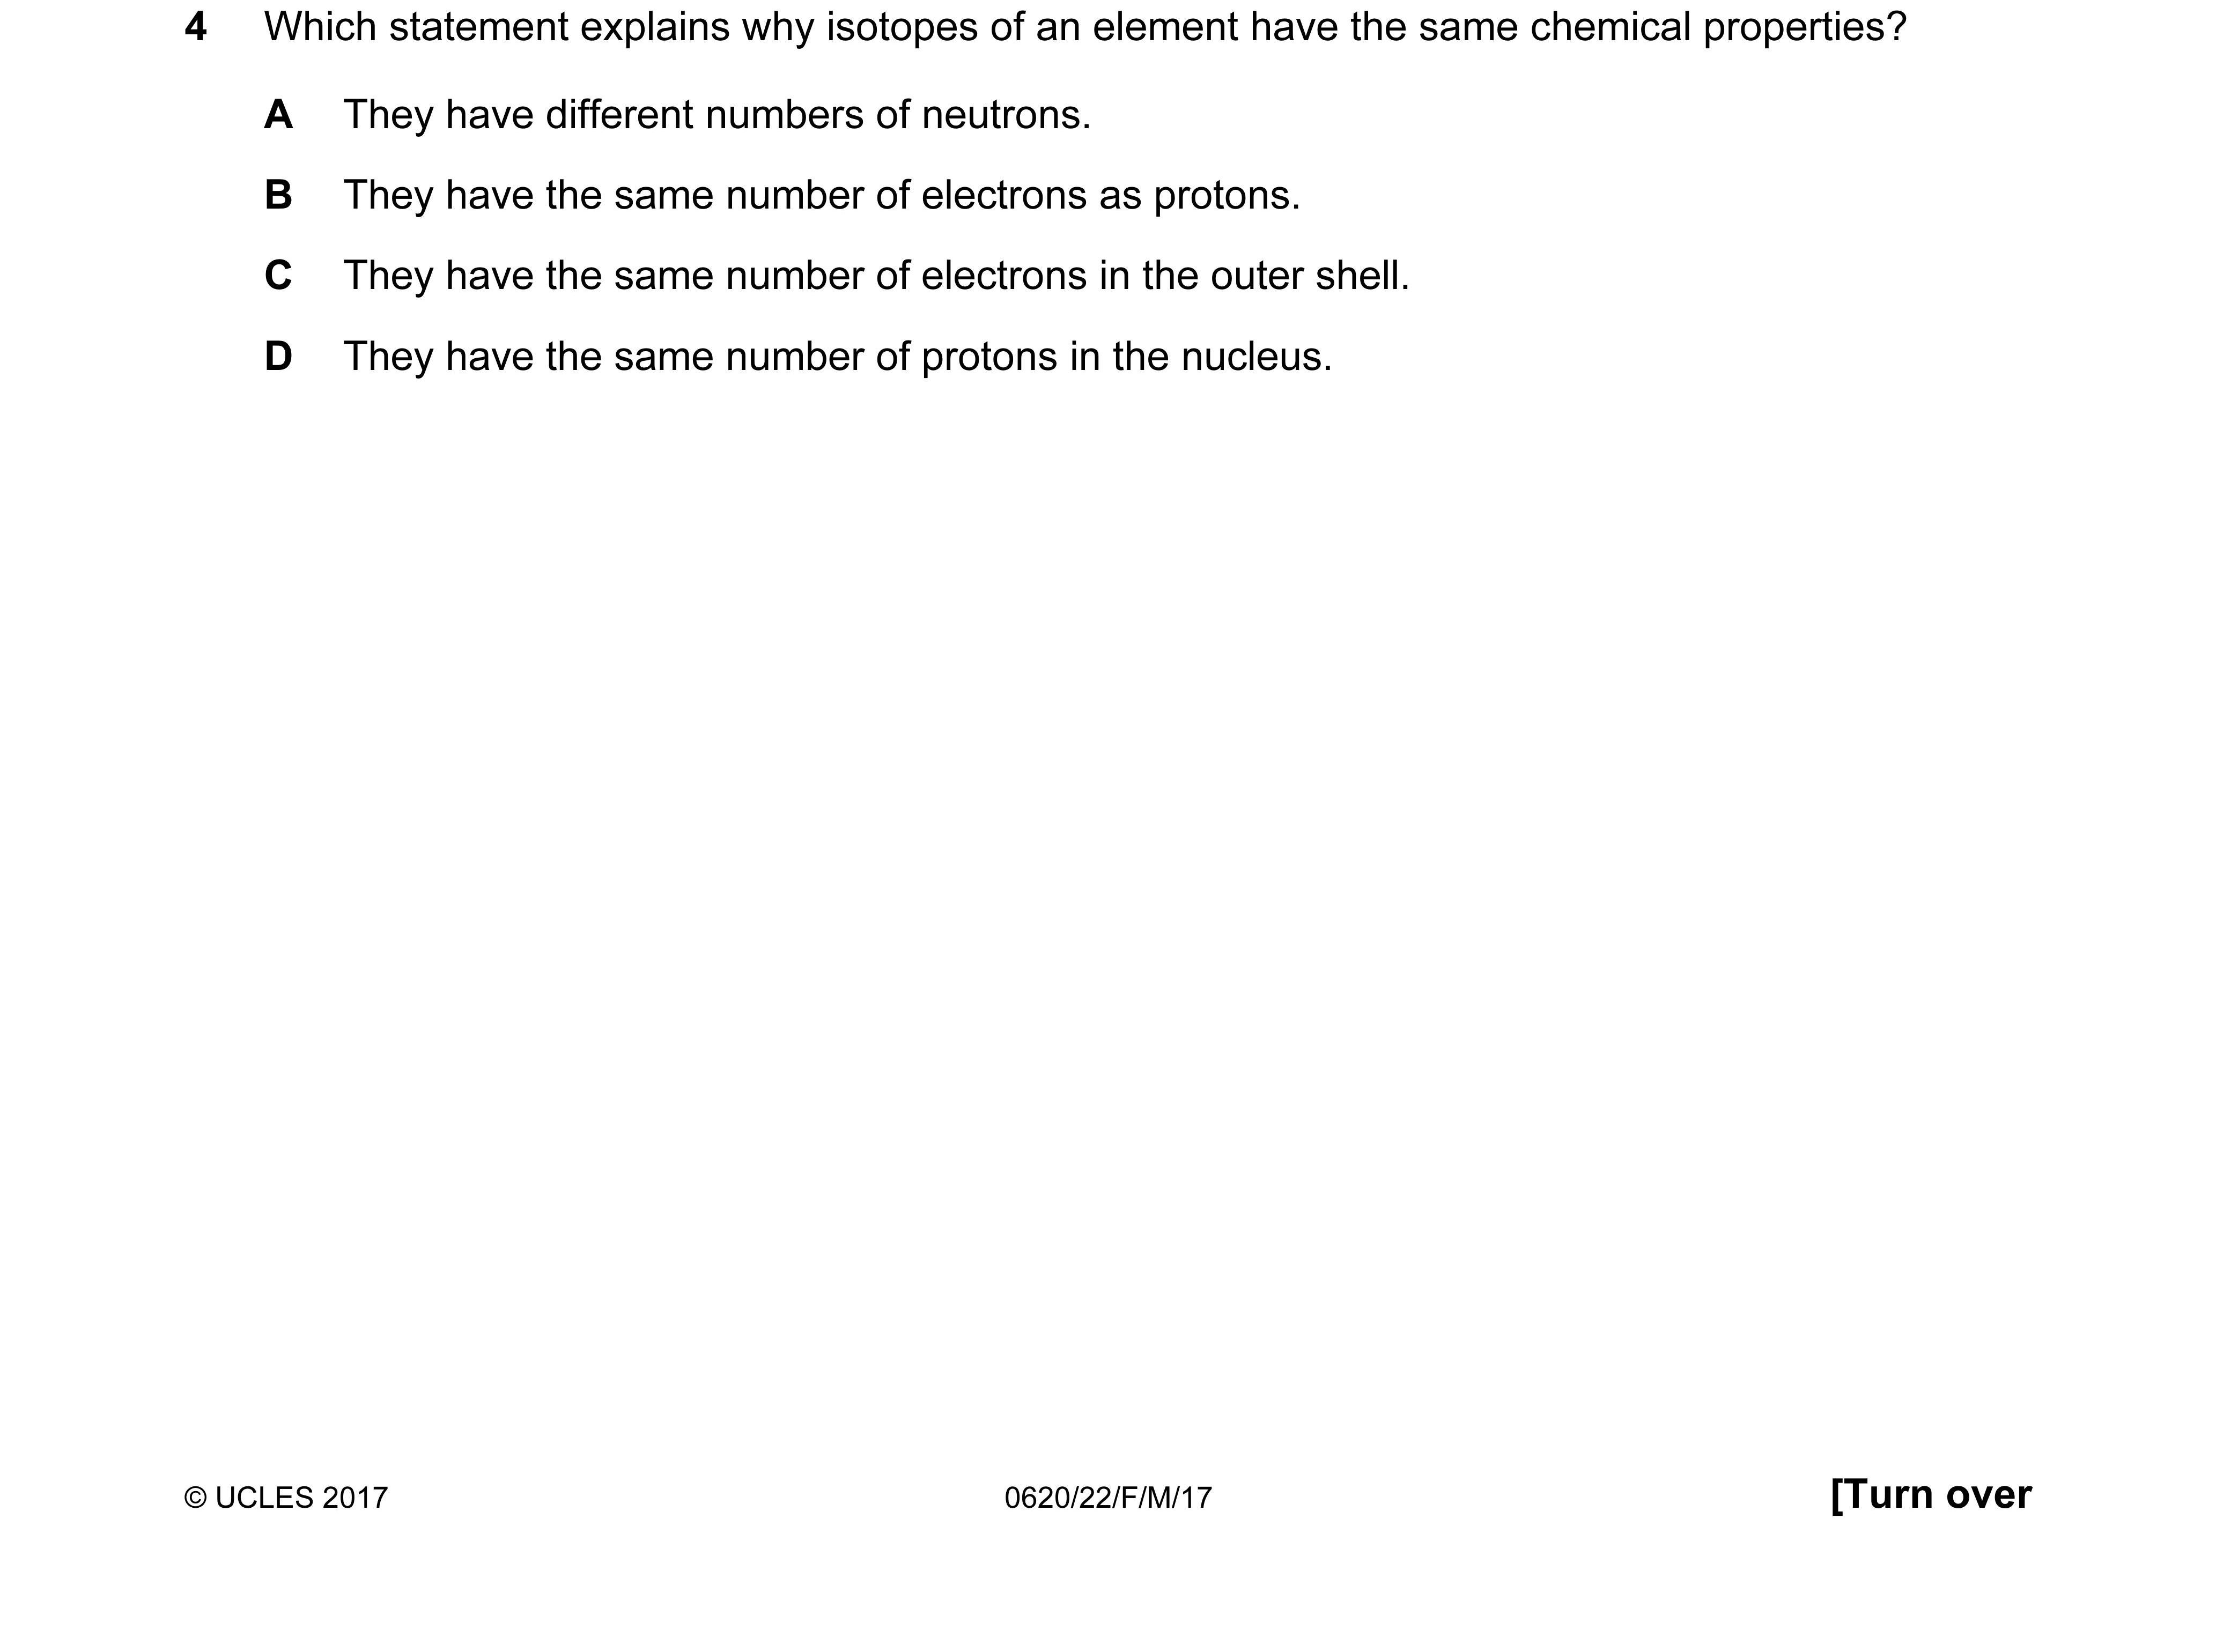 4 Which statement explains why isotopes of an element have the same chemical properties?
A They have different numbers of neutrons.
B They have the same number of electrons as protons.
C They have the same number of electrons in the outer shell.
D They have the same number of protons in the nucleus.
© UCLES 2017 0620/22/F/M/17 [Turn over